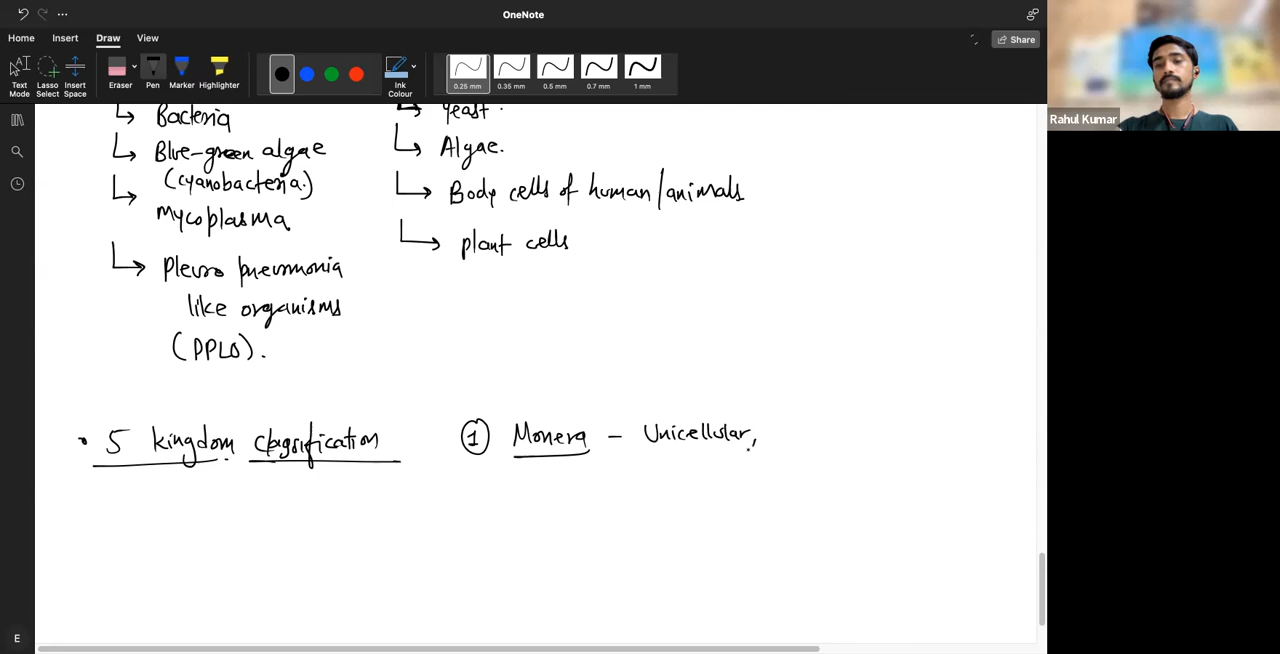 OneNote
Home Insert Draw View
Share
Text Mode
Lasso Select
Insert Space
Eraser
Pen
Marker
Highlighter
Ink Colour
0.25 mm 0.35 mm 0.5 mm 0.7 mm 1 mm
Rahul Kumar
Bacteria
Blue-green algae
(cyanobacteria.)
Mycoplasma
Pleuro pneumonia
like organisms
(PPLO).
Yeast.
Algae.
Body cells of human/animals
plant cells
• 5 kingdom classification
① Monera - Unicellular,
E